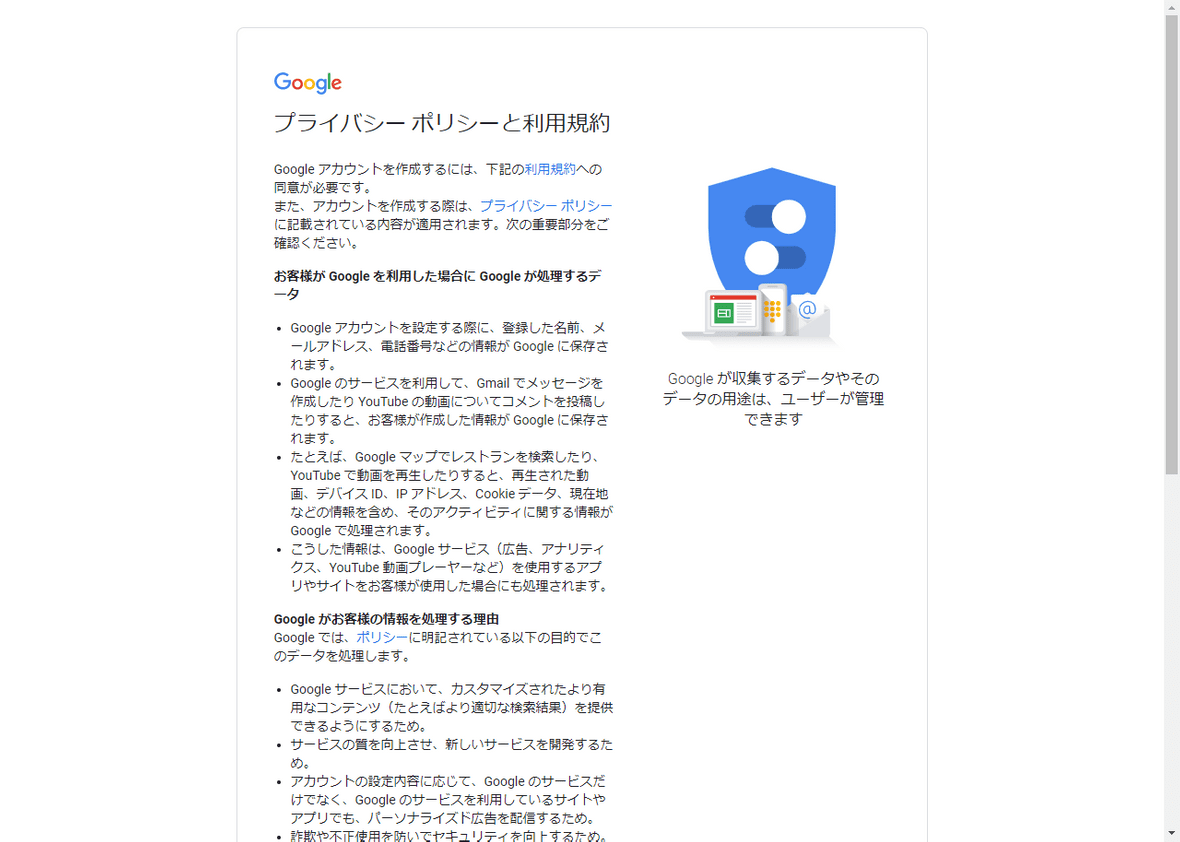 Google
プライバシー ポリシーと利用規約
Google アカウントを作成するには、下記の利用規約への
同意が必要です。
また、アカウントを作成する際は、プライバシー ポリシー
に記載されている内容が適用されます。次の重要部分をご
確認ください。
お客様が Google を利用した場合に Google が処理するデ
ータ
• Google アカウントを設定する際に、登録した名前、メ
ールアドレス、電話番号などの情報が Google に保存さ
れます。
• Google のサービスを利用して、Gmail でメッセージを
作成したり YouTube の動画についてコメントを投稿し
たりすると、お客様が作成した情報が Google に保存さ
れます。
• たとえば、Google マップでレストランを検索したり、
YouTube で動画を再生したりすると、再生された動
画、デバイス ID、IP アドレス、Cookie データ、現在地
などの情報を含め、そのアクティビティに関する情報が
Google で処理されます。
• こうした情報は、Google サービス（広告、アナリティ
クス、YouTube 動画プレーヤーなど）を使用するアプ
リやサイトをお客様が使用した場合にも処理されます。
Google がお客様の情報を処理する理由
Google では、ポリシーに明記されている以下の目的でこ
のデータを処理します。
• Google サービスにおいて、カスタマイズされたより有
用なコンテンツ（たとえばより適切な検索結果）を提供
できるようにするため。
• サービスの質を向上させ、新しいサービスを開発するた
め。
• アカウントの設定内容に応じて、Google のサービスだ
けでなく、Google のサービスを利用しているサイトや
アプリでも、パーソナライズド広告を配信するため。
• 詐欺や不正使用を防いでセキュリティを向上するため。
@
Google が収集するデータやその
データの用途は、ユーザーが管理
できます